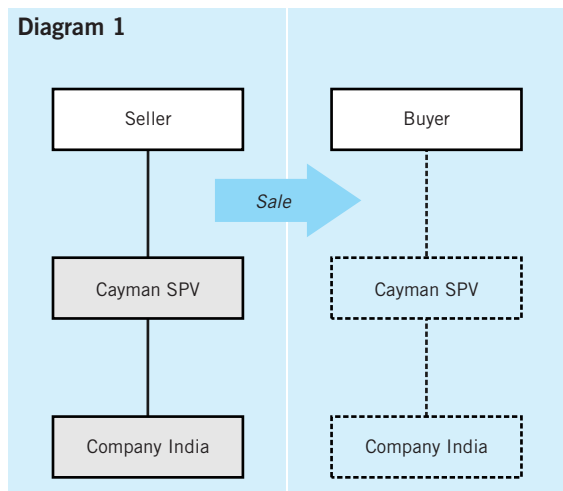 Diagram 1
Seller
Buyer
Sale
Cayman SPV
Cayman SPV
Company India
Company India